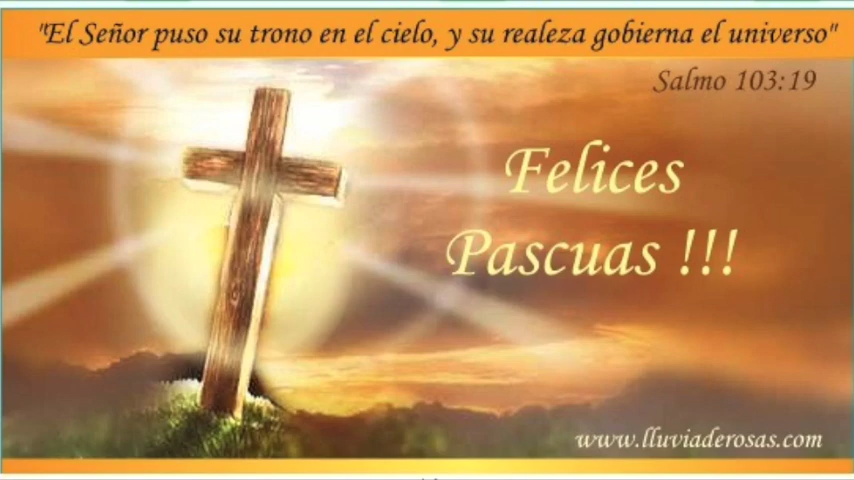 "El Señor puso su trono en el cielo, y su realeza gobierna el universo"
Salmo 103:19
Felices
Pascuas !!!
www.lluviaderosas.com